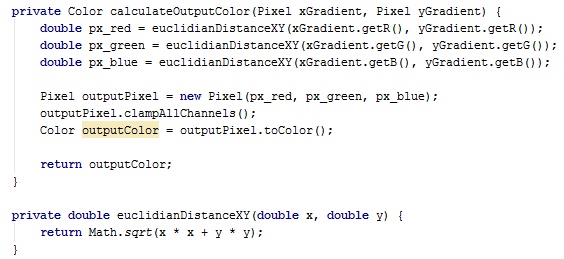 private Color calculateOutputColor(Pixel xGradient, Pixel yGradient) {
    double px_red = euclidianDistanceXY(xGradient.getR(), yGradient.getR());
    double px_green = euclidianDistanceXY(xGradient.getG(), yGradient.getG());
    double px_blue = euclidianDistanceXY(xGradient.getB(), yGradient.getB());

    Pixel outputPixel = new Pixel(px_red, px_green, px_blue);
    outputPixel.clampAllChannels();
    Color outputColor = outputPixel.toColor();

    return outputColor;
}

private double euclidianDistanceXY(double x, double y) {
    return Math.sqrt(x * x + y * y);
}